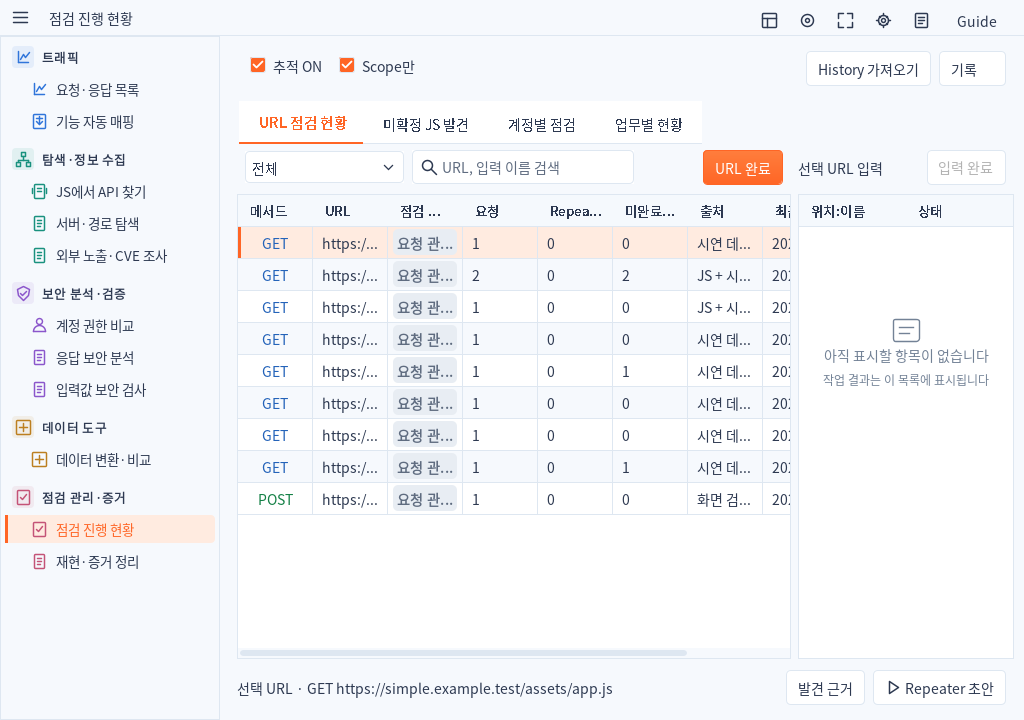 점검 진행 현황
Guide
트래픽
요청·응답 목록
기능 자동 매핑
탐색·정보 수집
JS에서 API 찾기
서버·경로 탐색
외부 노출·CVE 조사
보안 분석·검증
계정 권한 비교
응답 보안 분석
입력값 보안 검사
데이터 도구
데이터 변환·비교
점검 관리·증거
점검 진행 현황
재현·증거 정리
추적 ON Scope만
History 가져오기 기록
URL 점검 현황 미확정 JS 발견 계정별 점검 업무별 현황
전체 URL, 입력 이름 검색 URL 완료 선택 URL 입력 입력 완료
메서드 URL 점검 ... 요청 Repea... 미완료... 출처
GET https:/... 요청 관... 1 0 0 시연 데... 202
GET https:/... 요청 관... 2 0 2 JS + 시... 202
GET https:/... 요청 관... 1 0 0 JS + 시... 202
GET https:/... 요청 관... 1 0 0 시연 데... 202
GET https:/... 요청 관... 1 0 1 시연 데... 202
GET https:/... 요청 관... 1 0 0 시연 데... 202
GET https:/... 요청 관... 1 0 0 시연 데... 202
GET https:/... 요청 관... 1 0 1 시연 데... 202
POST https:/... 요청 관... 1 0 0 화면 검... 202
위치:이름 상태
아직 표시할 항목이 없습니다
작업 결과는 이 목록에 표시됩니다
선택 URL · GET https://simple.example.test/assets/app.js
발견 근거 Repeater 초안